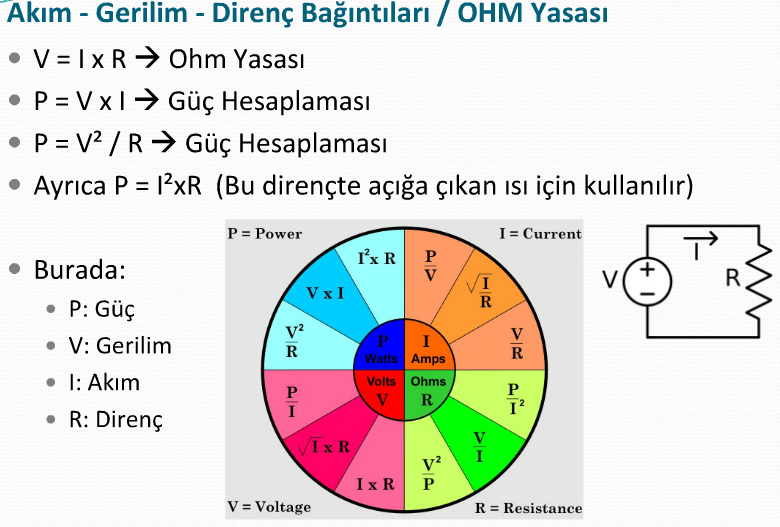 Akım - Gerilim - Direnç Bağıntıları / OHM Yasası
• V = I x R → Ohm Yasası
• P = V x I → Güç Hesaplaması
• P = V² / R → Güç Hesaplaması
• Ayrıca P = I²xR (Bu dirençte açığa çıkan ısı için kullanılır)
• Burada:
• P: Güç
• V: Gerilim
• I: Akım
• R: Direnç
P = Power
I = Current
I²x R
P
V
V x I
√I
R
V²
R
V
R
P
Watts
I
Amps
Volts
V
Ohms
R
P
I
P
I²
√I x R
V
I
I x R
V²
P
V = Voltage
R = Resistance
V
+
−
I
R